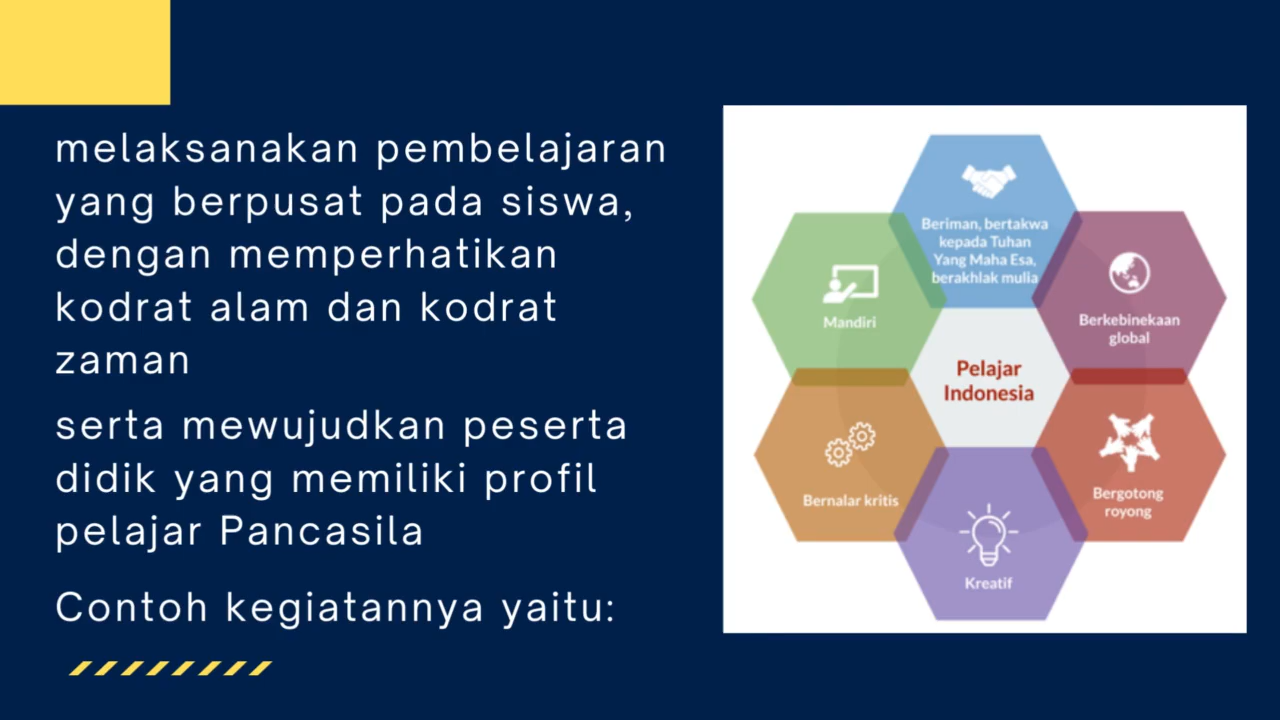 melaksanakan pembelajaran
yang berpusat pada siswa,
dengan memperhatikan
kodrat alam dan kodrat
zaman
serta mewujudkan peserta
didik yang memiliki profil
pelajar Pancasila
Contoh kegiatannya yaitu:
Beriman, bertakwa
kepada Tuhan
Yang Maha Esa,
berakhlak mulia
Mandiri
Berkebinekaan
global
Pelajar
Indonesia
Bernalar kritis
Bergotong
royong
Kreatif